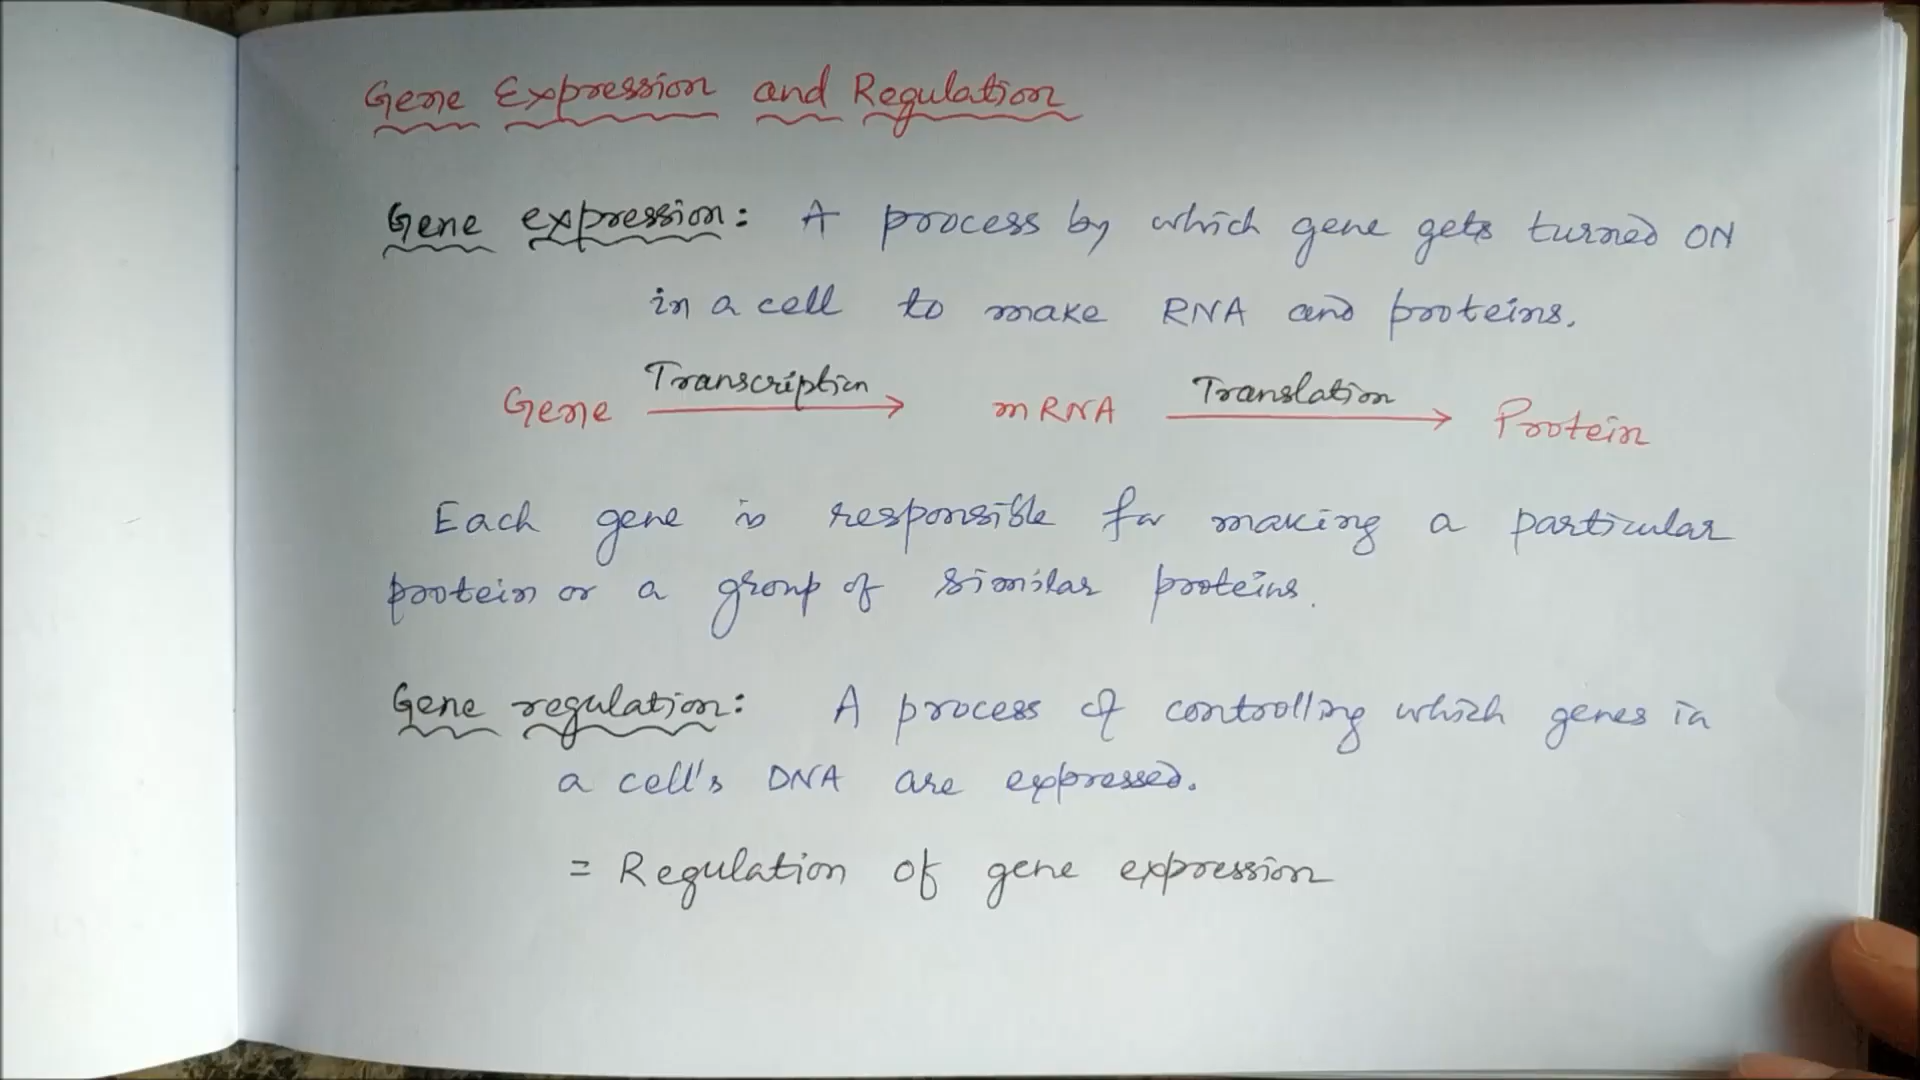 Gene Expression and Regulation
Gene expression: A process by which gene gets turned ON
in a cell to make RNA and proteins.
Gene Transcription mRNA Translation Protein
Each gene is responsible for making a particular
protein or a group of similar proteins.
Gene regulation: A process of controlling which genes in
a cell's DNA are expressed.
= Regulation of gene expression